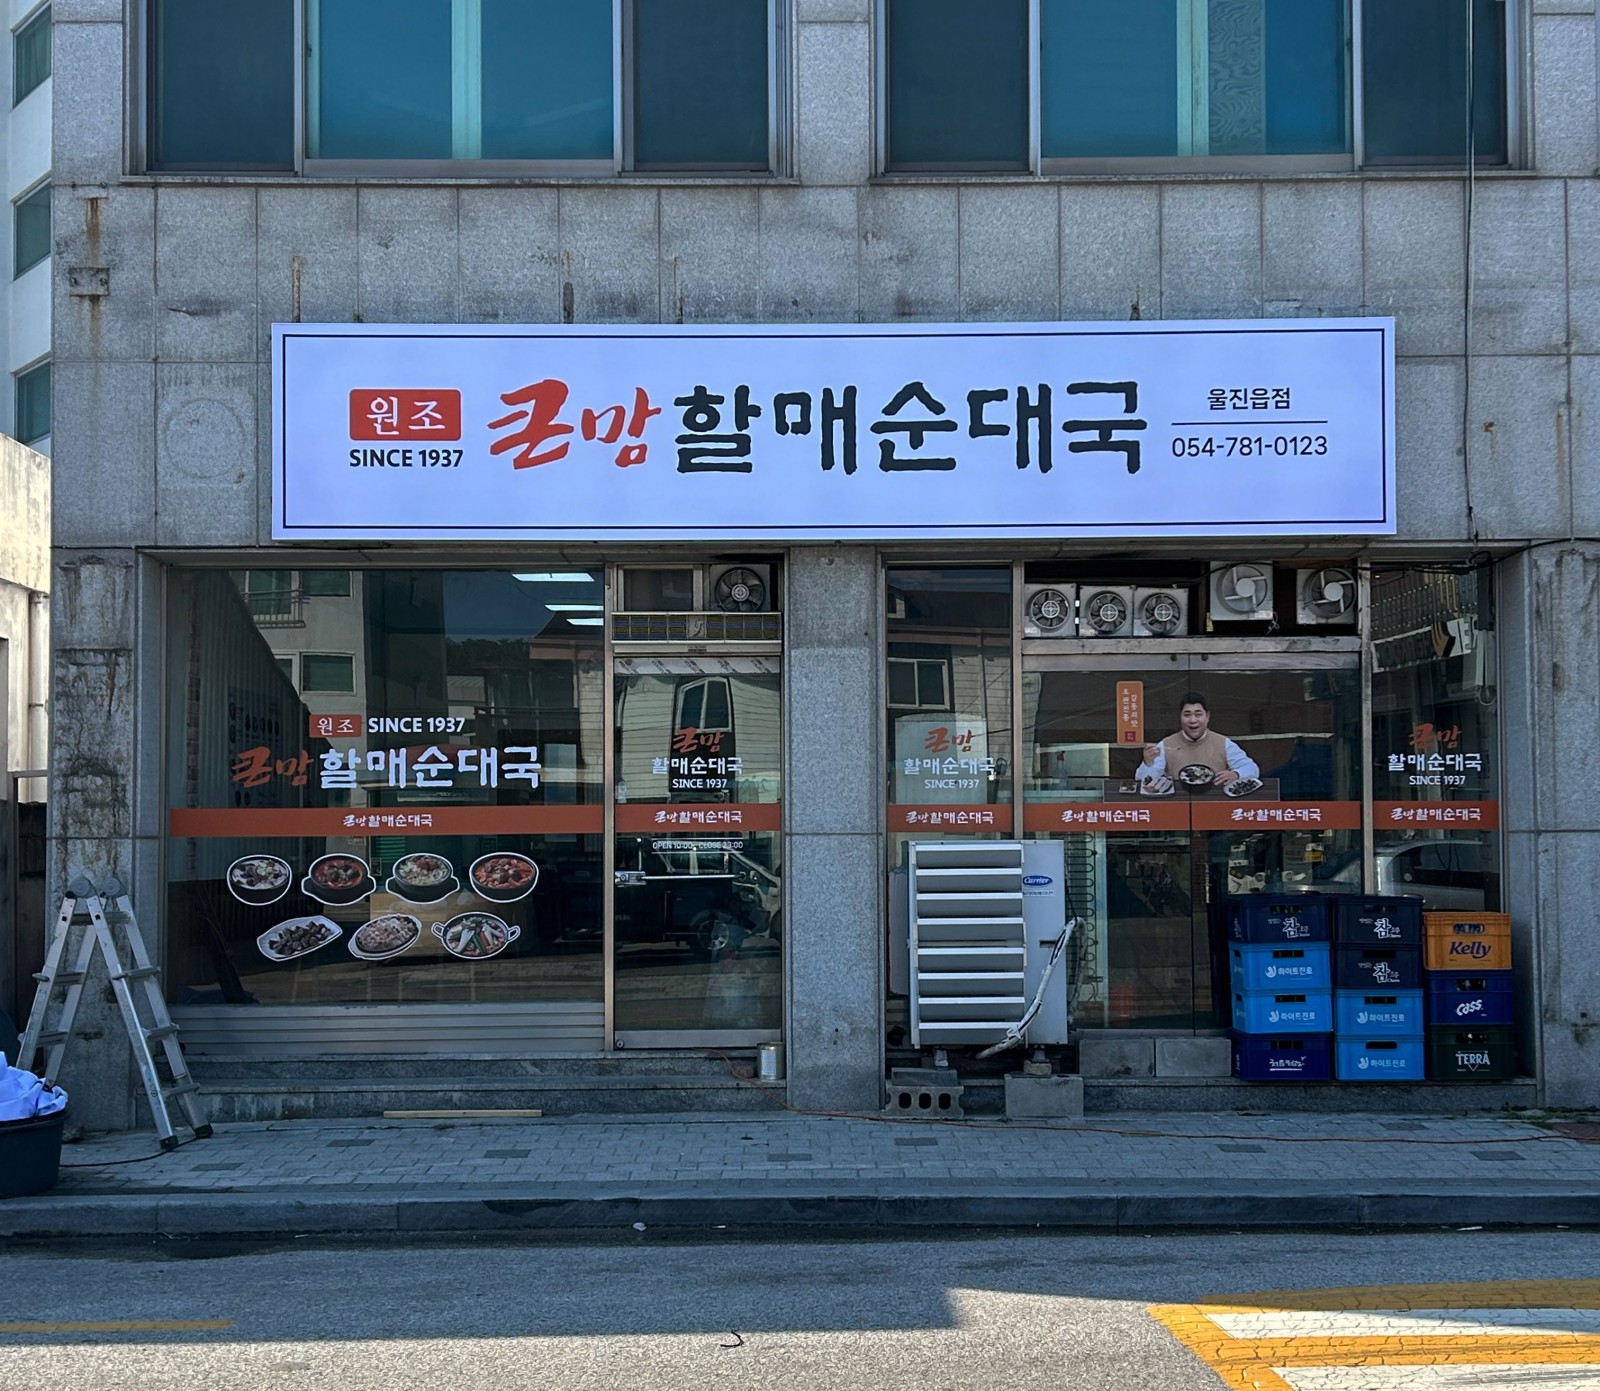 원조
SINCE 1937
큰맘할매순대국
울진읍점
054-781-0123
원조 SINCE 1937
큰맘할매순대국
큰맘할매순대국
큰맘
할매순대국
SINCE 1937
큰맘할매순대국
OPEN 10:00 - CLOSE 23:00
큰맘
할매순대국
SINCE 1937
큰맘할매순대국
큰맘할매순대국
큰맘할매순대국
큰맘
할매순대국
SINCE 1937
큰맘할매순대국
Carrier
참
참
참
하이트진로
하이트진로
하이트진로
하이트진로
Kelly
Cass
TERRA